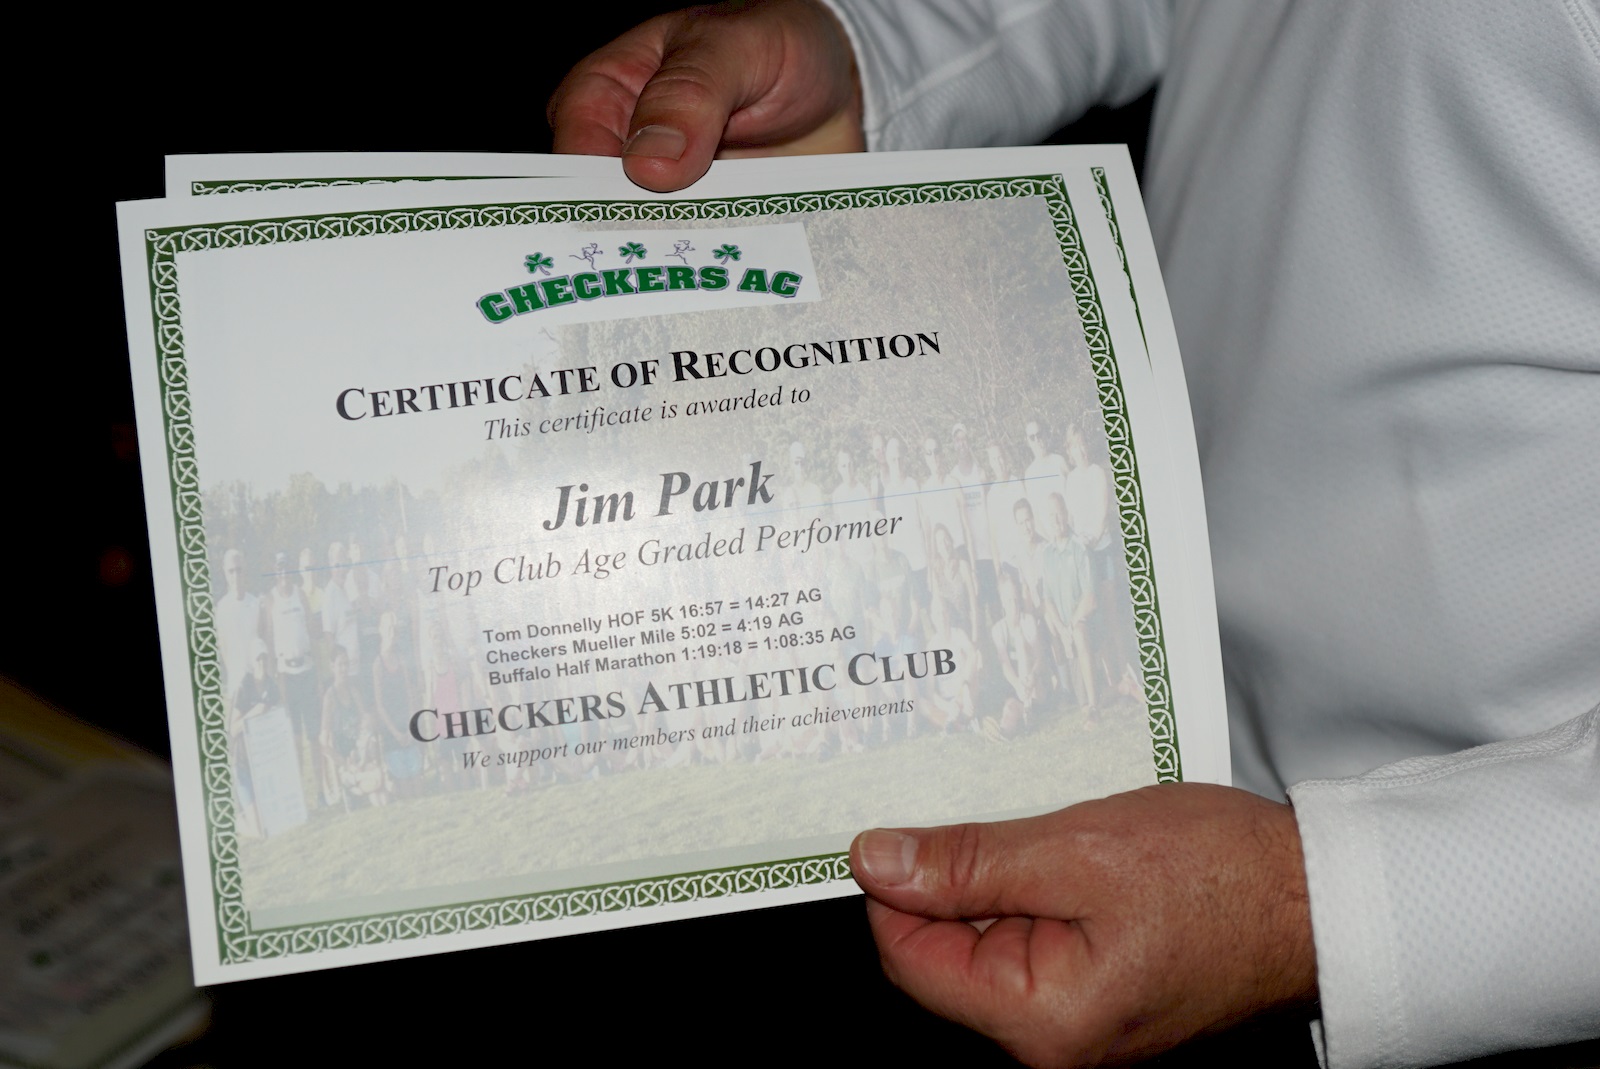 CHECKERS AC
CERTIFICATE OF RECOGNITION
This certificate is awarded to
Jim Park
Top Club Age Graded Performer
Tom Donnelly HOF 5K 16:57 = 14:27 AG
Checkers Mueller Mile 5:02 = 4:19 AG
Buffalo Half Marathon 1:19:18 = 1:08:35 AG
CHECKERS ATHLETIC CLUB
We support our members and their achievements